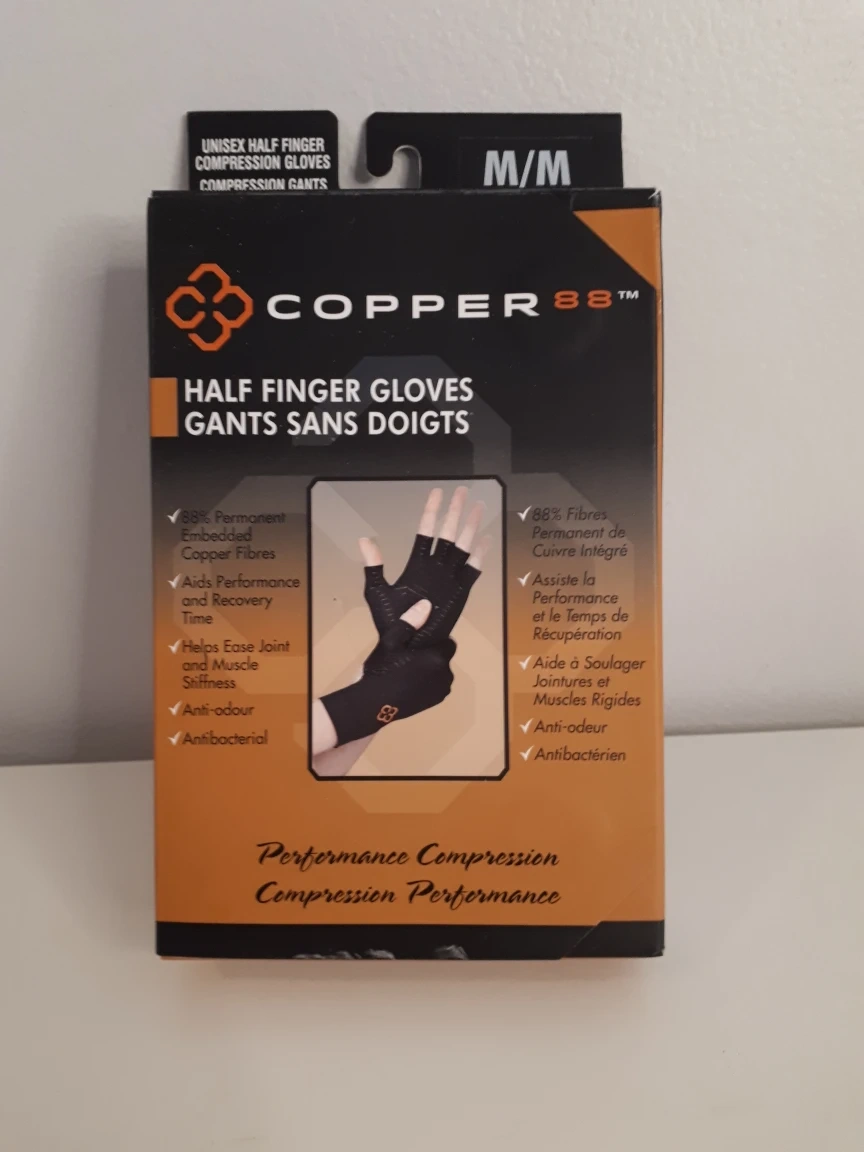 UNISEX HALF FINGER
COMPRESSION GLOVES
COMPRESSION GANTS
M/M
COPPER 88™
HALF FINGER GLOVES
GANTS SANS DOIGTS
88% Permanent
Embedded
Copper Fibres
Aids Performance
and Recovery
Time
Helps Ease Joint
and Muscle
Stiffness
Anti-odour
Antibacterial
88% Fibres
Permanent de
Cuivre Intégré
Assiste la
Performance
et le Temps de
Récupération
Aide à Soulager
Jointures et
Muscles Rigides
Anti-odeur
Antibactérien
Performance Compression
Compression Performance